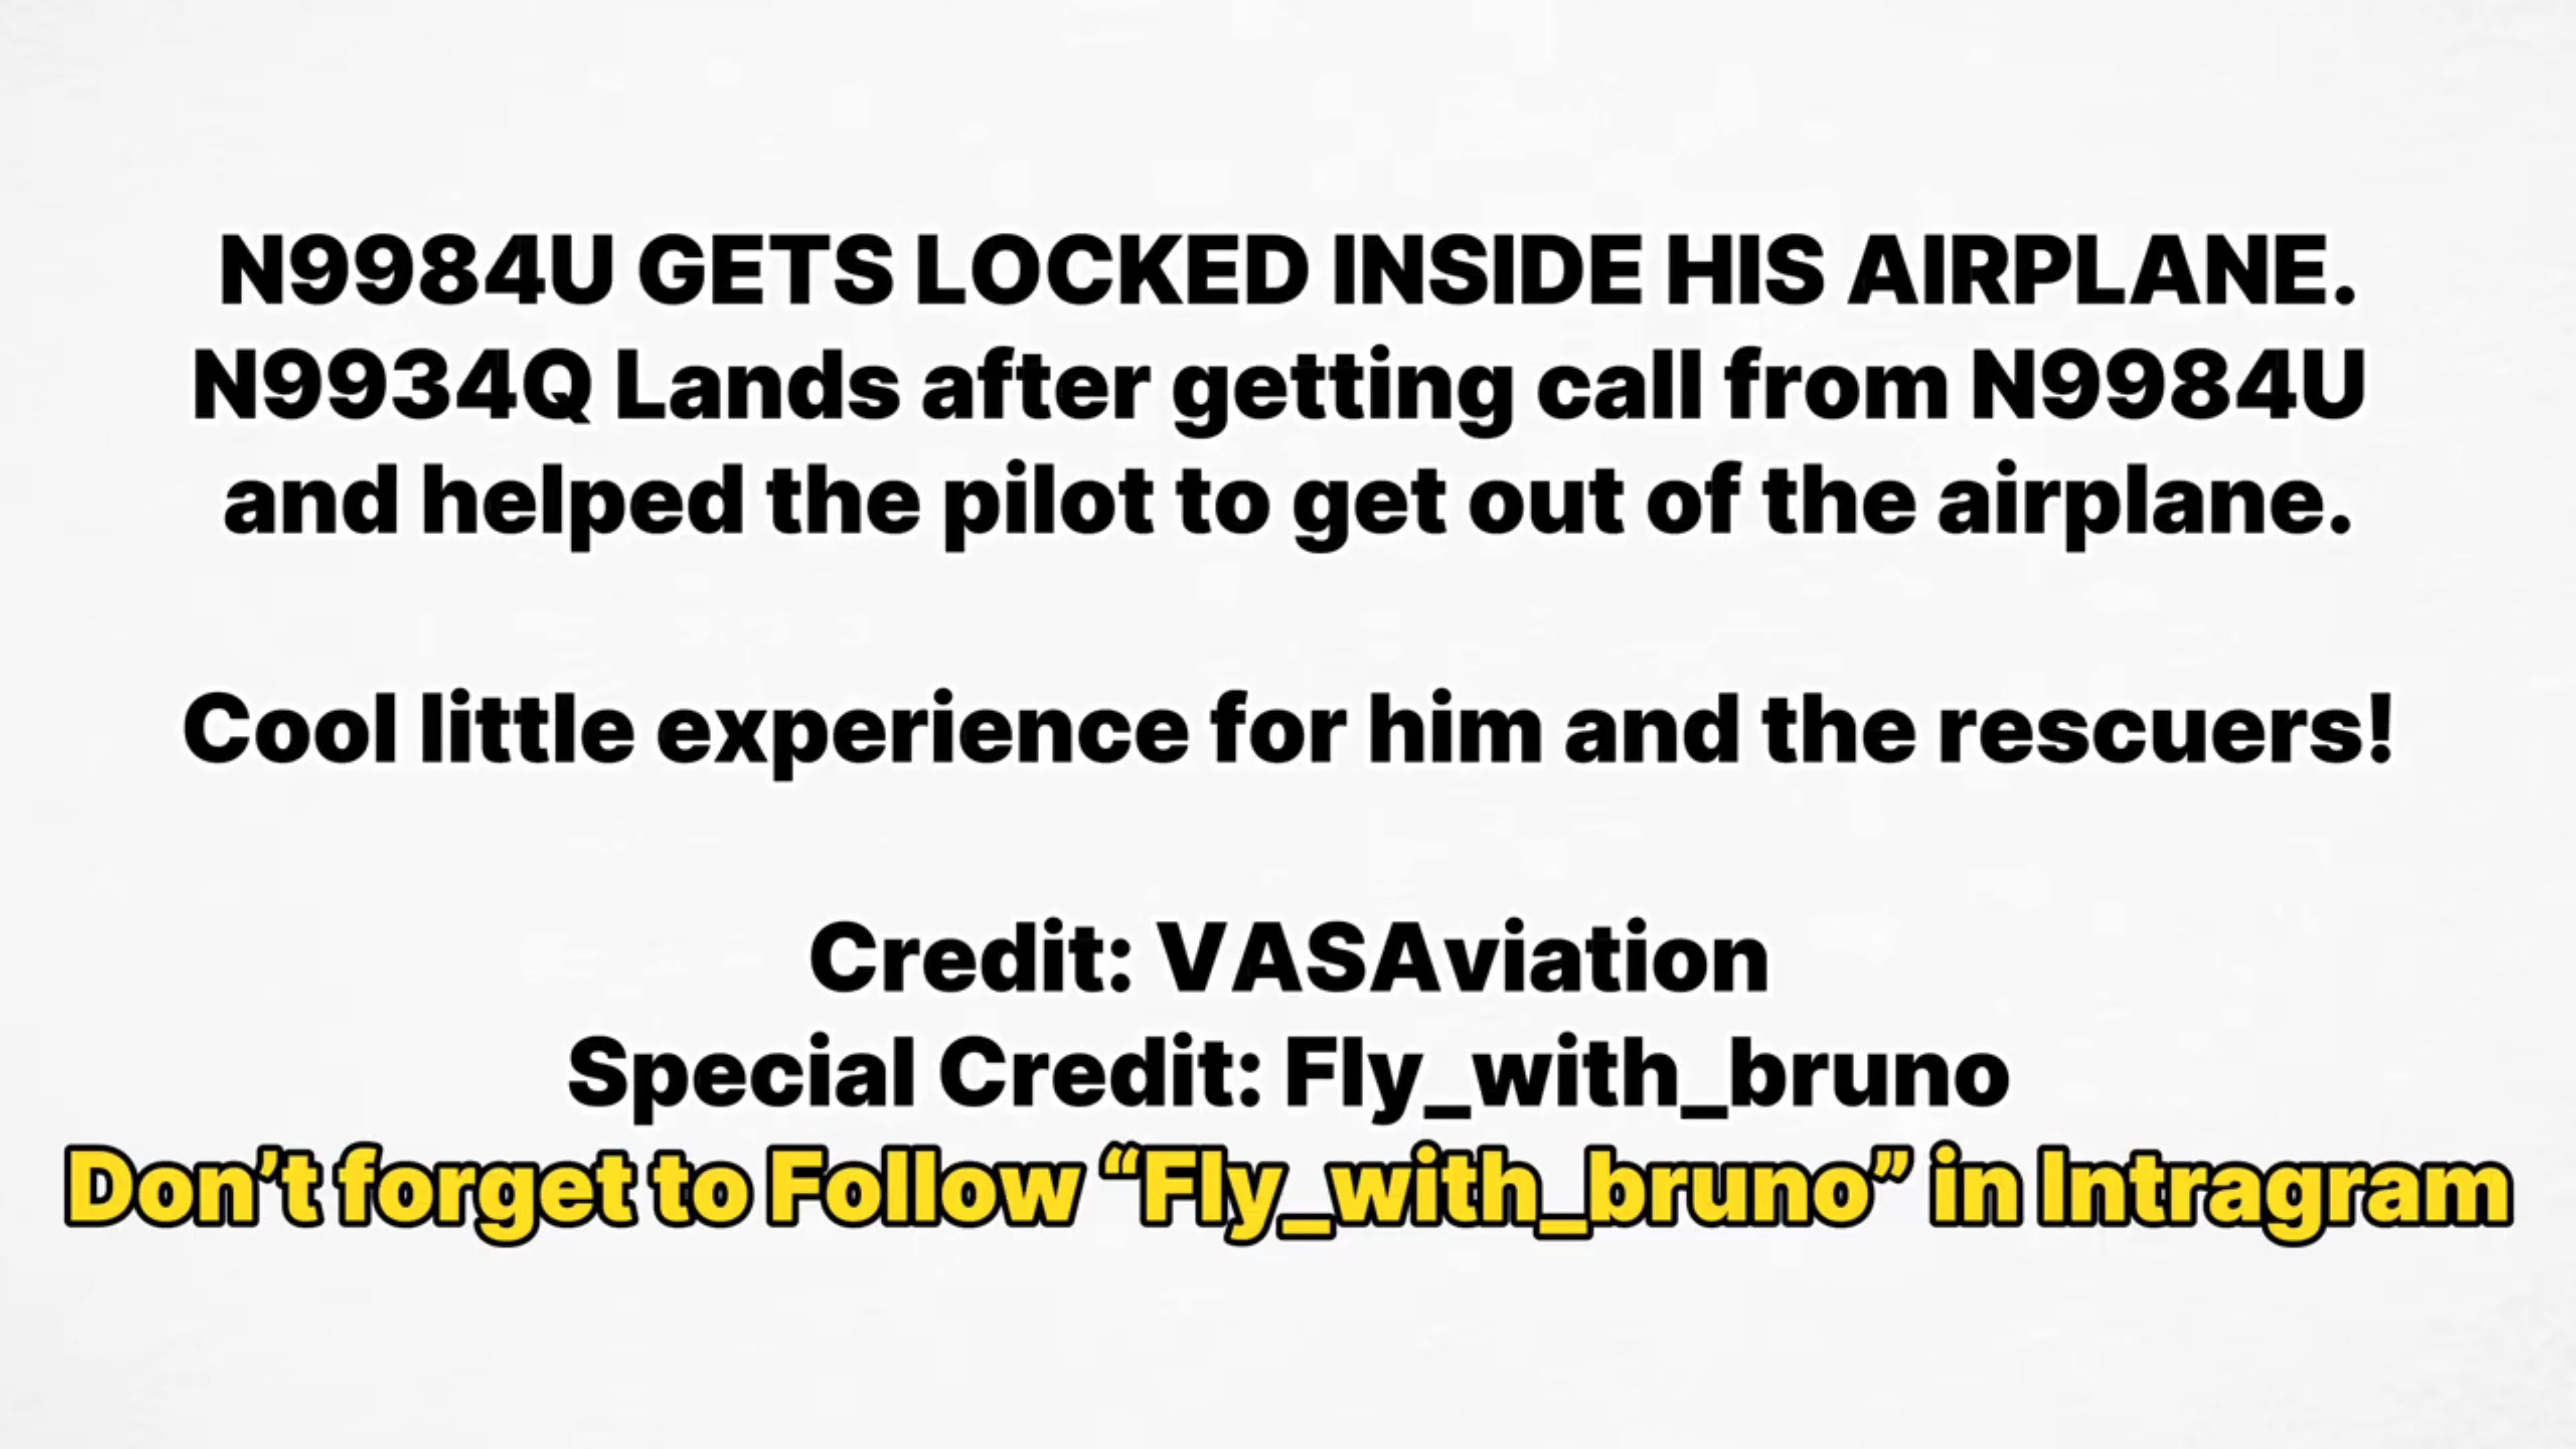 N9984U GETS LOCKED INSIDE HIS AIRPLANE.
N9934Q Lands after getting call from N9984U
and helped the pilot to get out of the airplane.
Cool little experience for him and the rescuers!
Credit: VASAviation
Special Credit: Fly_with_bruno
Don’t forget to Follow “Fly_with_bruno” in Intragram